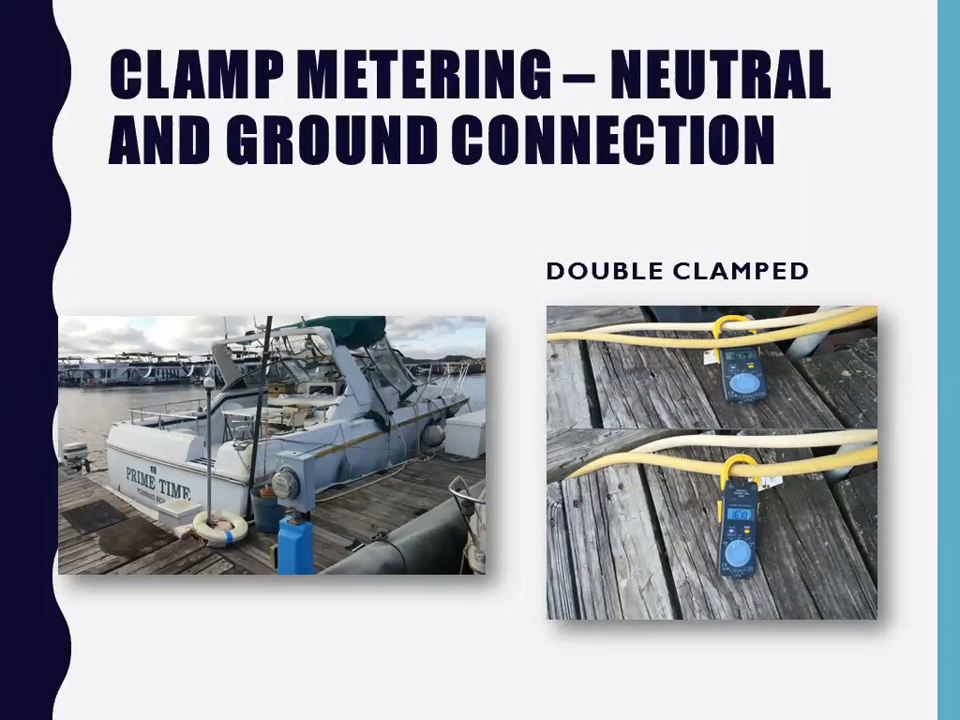 CLAMP METERING – NEUTRAL
AND GROUND CONNECTION
DOUBLE CLAMPED
PRIME TIME